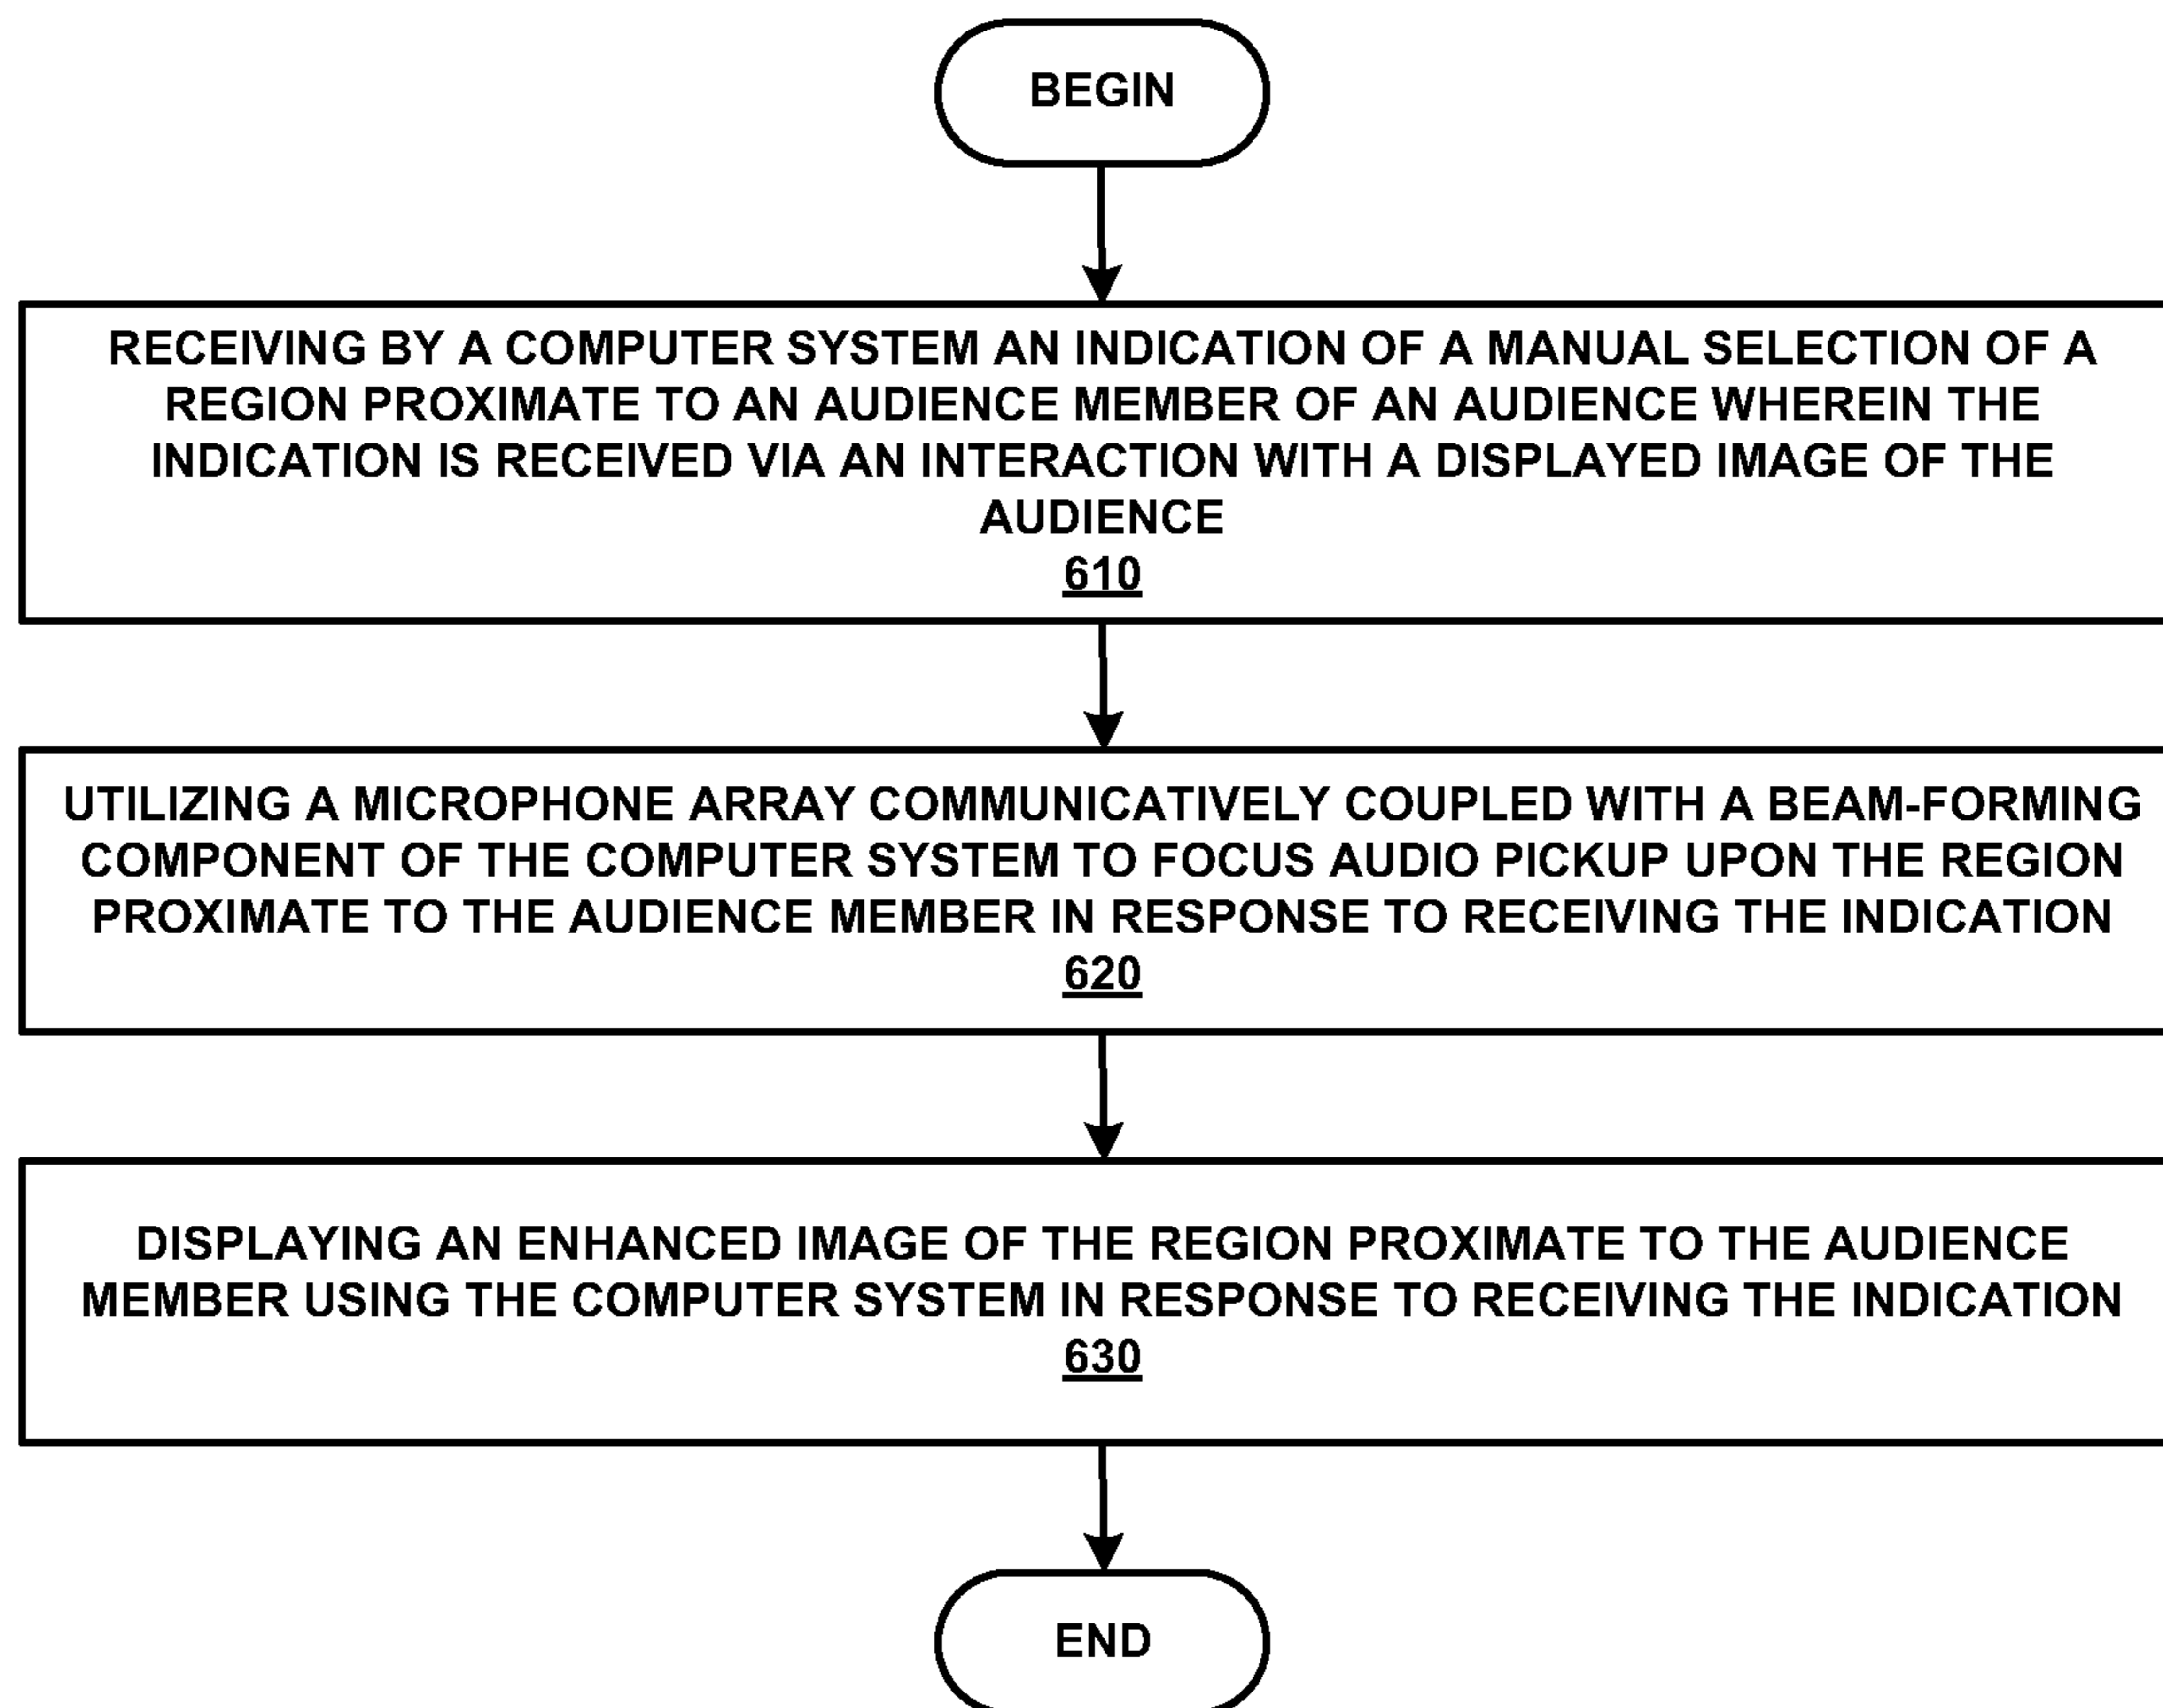 BEGIN
RECEIVING BY A COMPUTER SYSTEM AN INDICATION OF A MANUAL SELECTION OF A
REGION PROXIMATE TO AN AUDIENCE MEMBER OF AN AUDIENCE WHEREIN THE
INDICATION IS RECEIVED VIA AN INTERACTION WITH A DISPLAYED IMAGE OF THE
AUDIENCE
610
UTILIZING A MICROPHONE ARRAY COMMUNICATIVELY COUPLED WITH A BEAM-FORMING
COMPONENT OF THE COMPUTER SYSTEM TO FOCUS AUDIO PICKUP UPON THE REGION
PROXIMATE TO THE AUDIENCE MEMBER IN RESPONSE TO RECEIVING THE INDICATION
620
DISPLAYING AN ENHANCED IMAGE OF THE REGION PROXIMATE TO THE AUDIENCE
MEMBER USING THE COMPUTER SYSTEM IN RESPONSE TO RECEIVING THE INDICATION
630
END